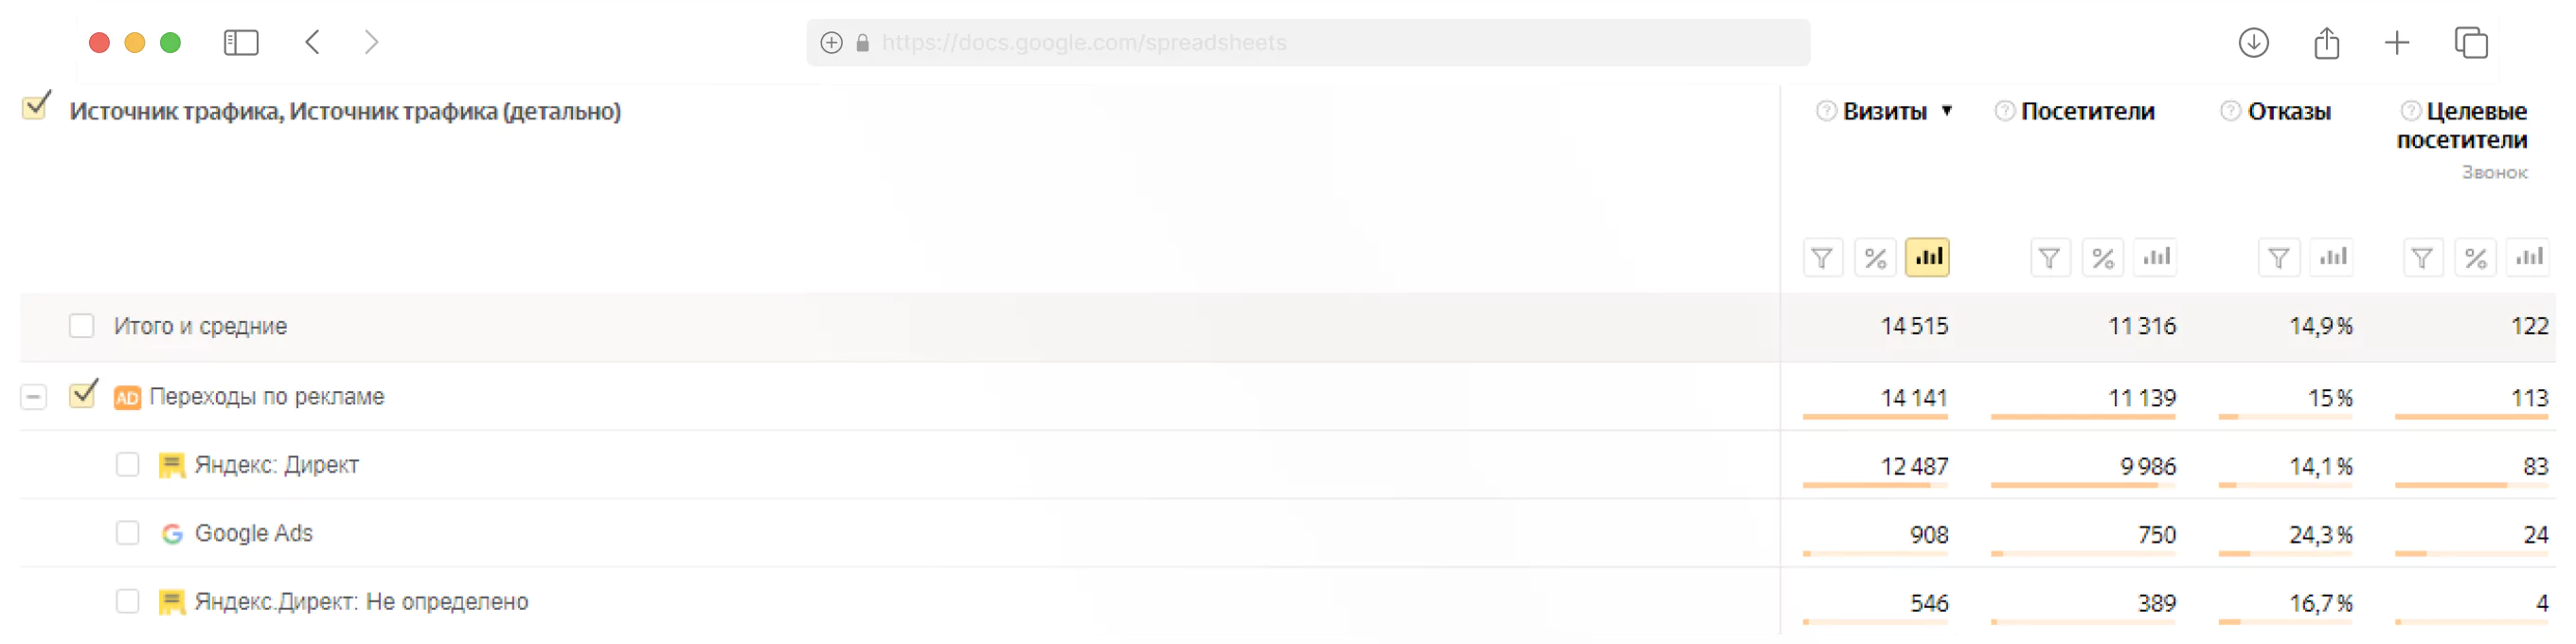 https://docs.google.com/spreadsheets
Источник трафика, Источник трафика (детально) Визиты ▼ Посетители Отказы Целевые посетители
Звонок
Итого и средние 14 515 11 316 14,9 % 122
AD Переходы по рекламе 14 141 11 139 15 % 113
Яндекс: Директ 12 487 9 986 14,1 % 83
Google Ads 908 750 24,3 % 24
Яндекс.Директ: Не определено 546 389 16,7 % 4